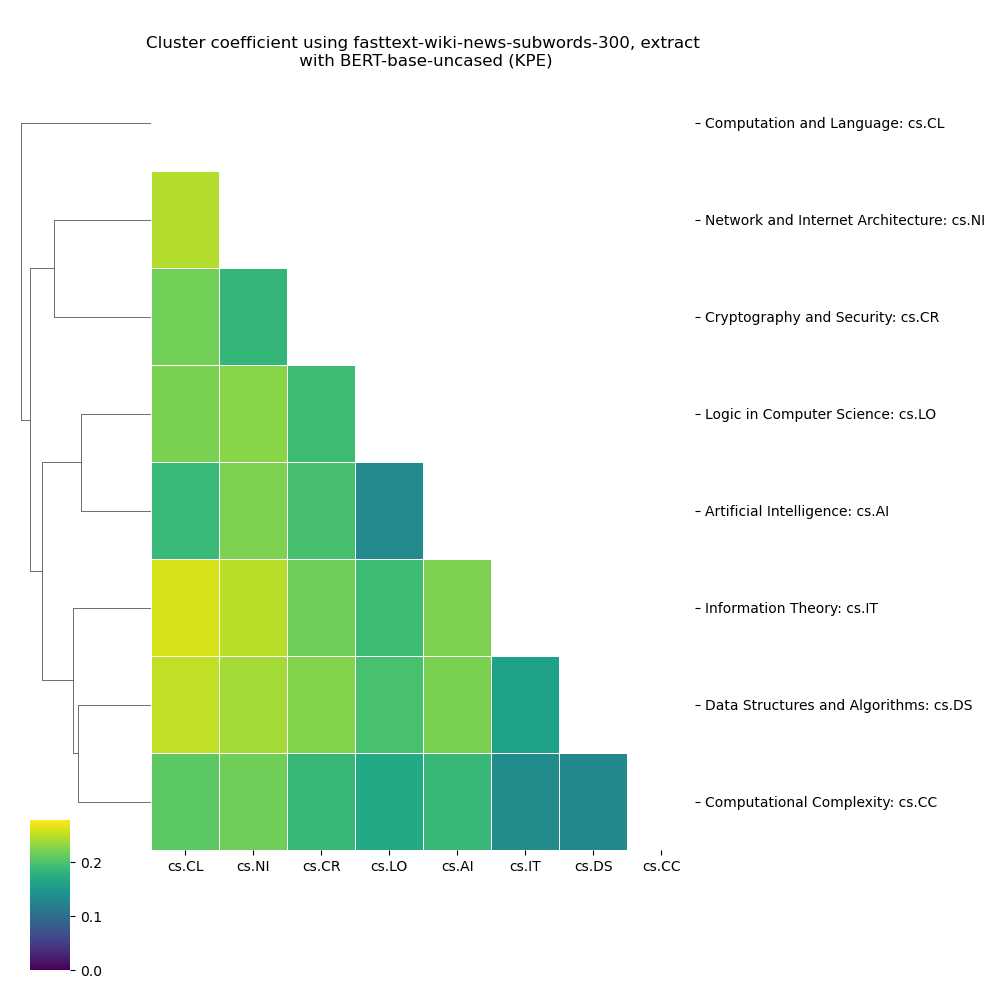 Cluster coefficient using fasttext-wiki-news-subwords-300, extract
with BERT-base-uncased (KPE)
Computation and Language: cs.CL
Network and Internet Architecture: cs.NI
Cryptography and Security: cs.CR
Logic in Computer Science: cs.LO
Artificial Intelligence: cs.AI
Information Theory: cs.IT
Data Structures and Algorithms: cs.DS
Computational Complexity: cs.CC
cs.CL cs.NI cs.CR cs.LO cs.AI cs.IT cs.DS cs.CC
0.2
0.1
0.0